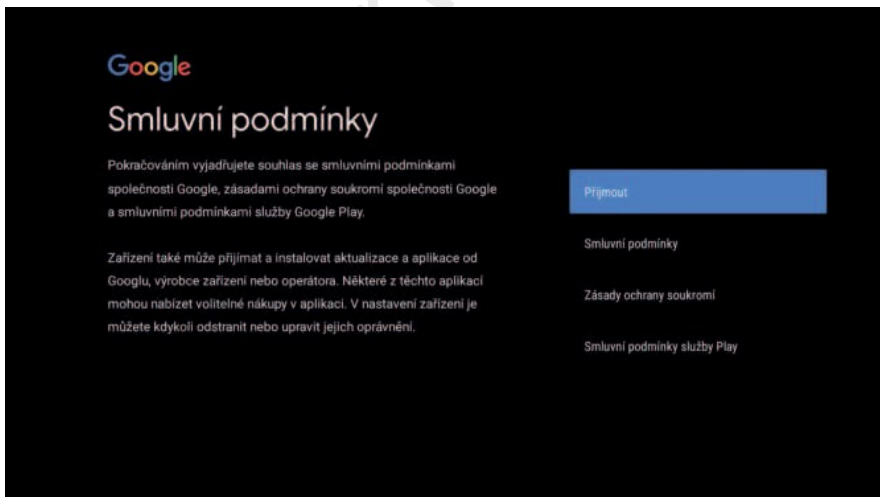 Google
Smluvní podmínky
Pokračováním vyjadřujete souhlas se smluvními podmínkami
společnosti Google, zásadami ochrany soukromí společnosti Google
a smluvními podmínkami služby Google Play.
Zařízení také může přijímat a instalovat aktualizace a aplikace od
Googlu, výrobce zařízení nebo operátora. Některé z těchto aplikací
mohou nabízet volitelné nákupy v aplikaci. V nastavení zařízení je
můžete kdykoli odstranit nebo upravit jejich oprávnění.
Přijmout
Smluvní podmínky
Zásady ochrany soukromí
Smluvní podmínky služby Play